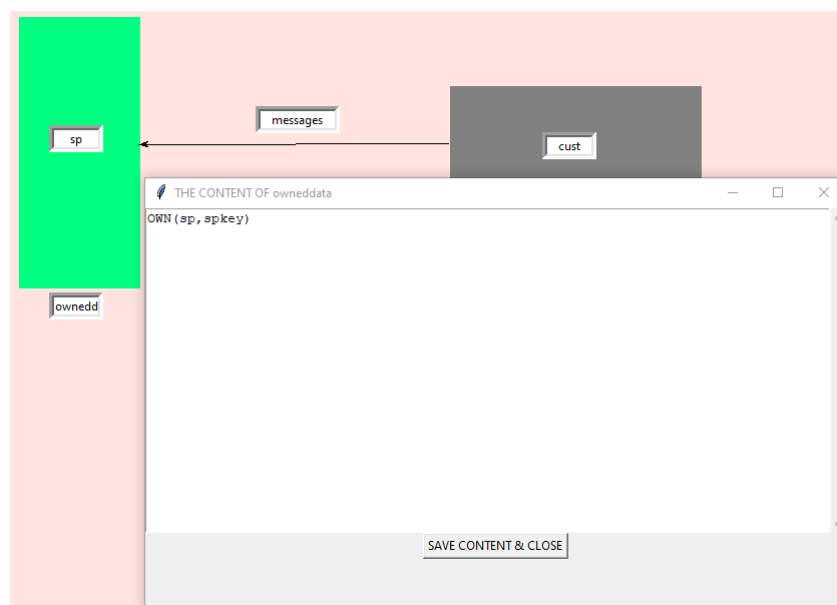 messages
sp
cust
THE CONTENT OF owneddata
OWN(sp,spkey)
ownedd
SAVE CONTENT & CLOSE